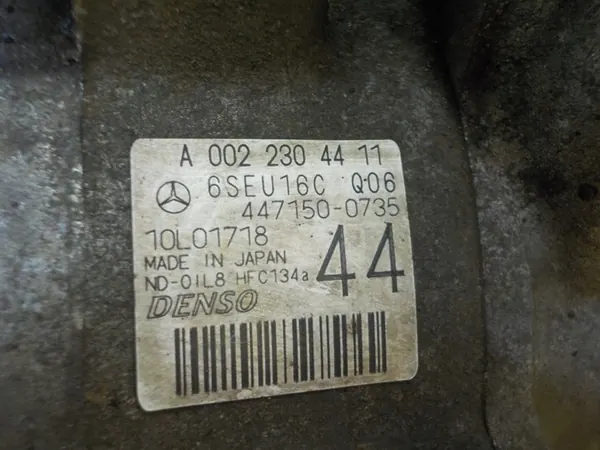 A 002 230 44 11
6SEU16C Q06
447150-0735
10L01718
MADE IN JAPAN
ND-OIL8 HFC134a
44
DENSO